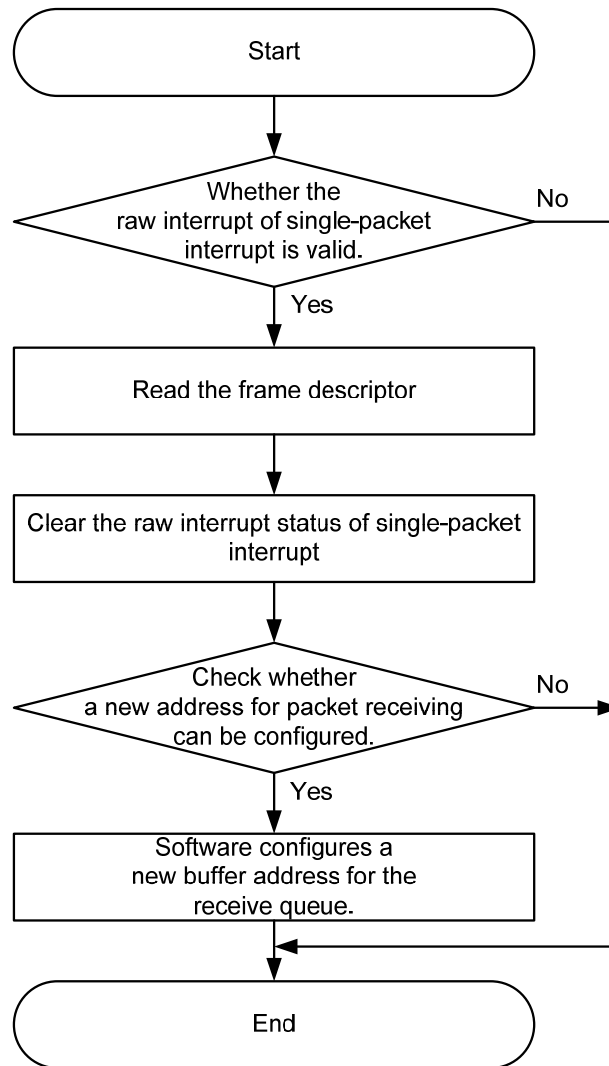 Start
Whether the
raw interrupt of single-packet
interrupt is valid.
No
Yes
Read the frame descriptor
Clear the raw interrupt status of single-packet
interrupt
Check whether
a new address for packet receiving
can be configured.
No
Yes
Software configures a
new buffer address for the
receive queue.
End